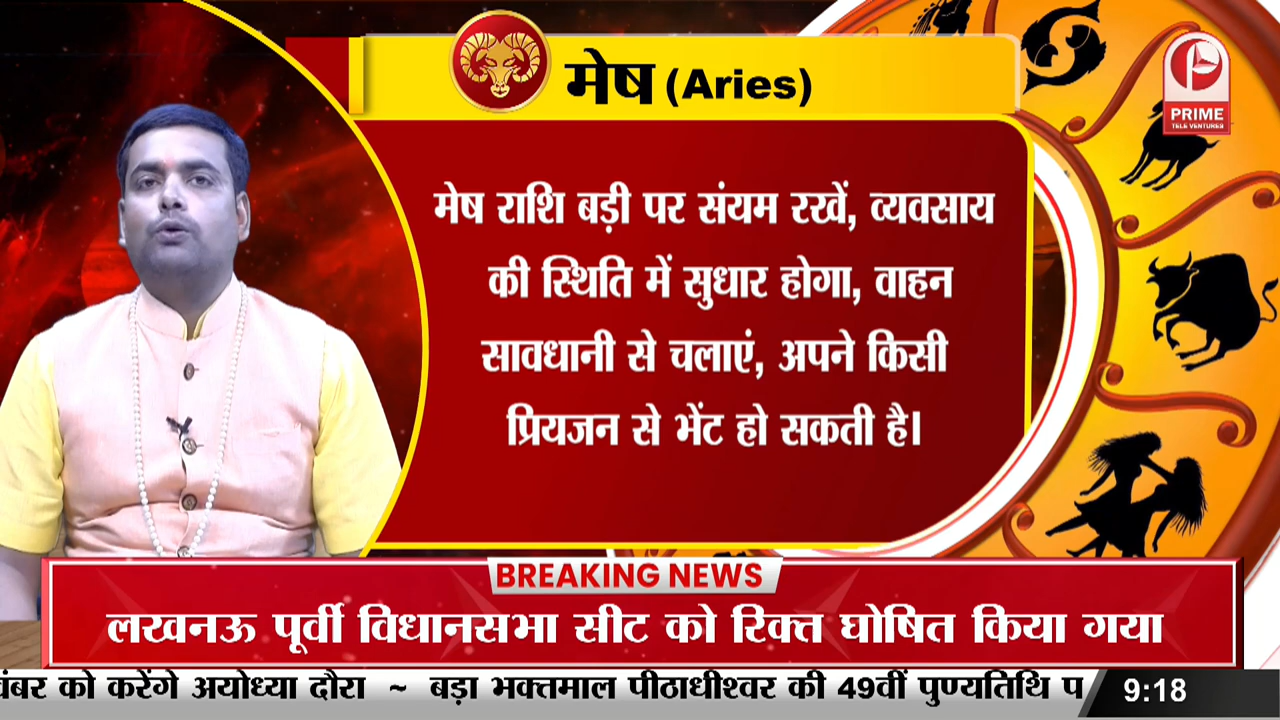 मेष (Aries)
PRIME
TELE VENTURES
मेष राशि बड़ी पर संयम रखें, व्यवसाय
की स्थिति में सुधार होगा, वाहन
सावधानी से चलाएं, अपने किसी
प्रियजन से भेंट हो सकती है।
BREAKING NEWS
लखनऊ पूर्वी विधानसभा सीट को रिक्त घोषित किया गया
को करेंगे अयोध्या दौरा ~ बड़ा भक्तमाल पीठाधीश्वर की 49वीं पुण्यतिथि प
9:18